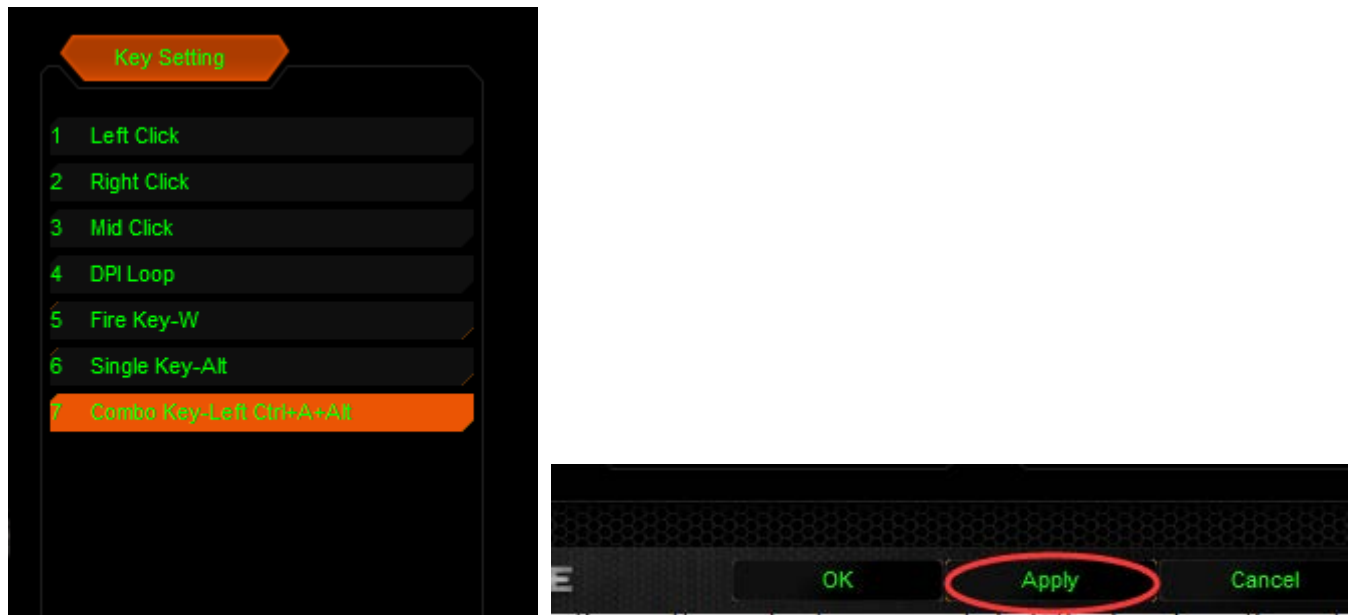 Key Setting
1 Left Click
2 Right Click
3 Mid Click
4 DPI Loop
5 Fire Key-W
6 Single Key-Alt
7 Combo Key-Left Ctrl+A+Alt
E OK Apply Cancel